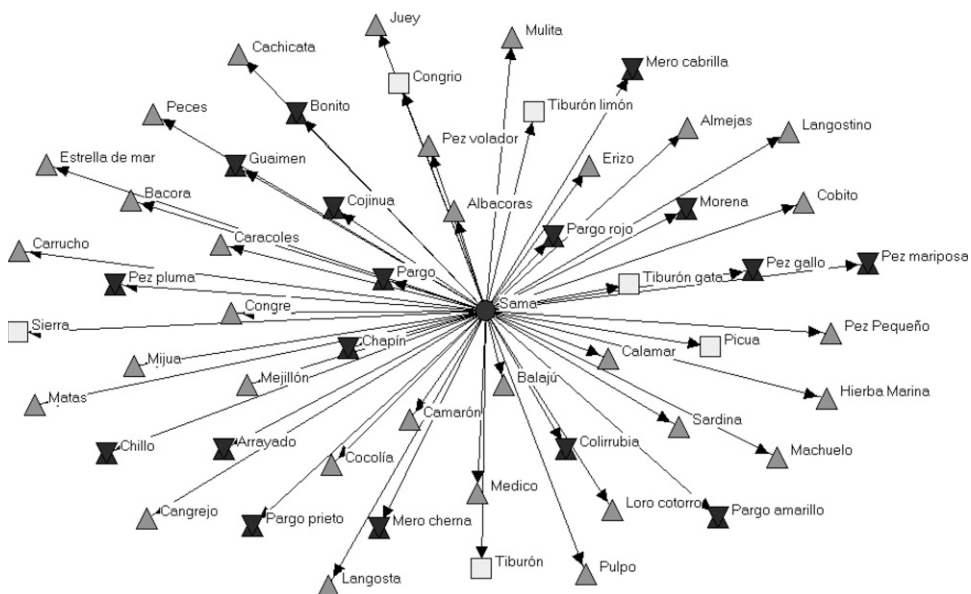 Juey
Mulita
Cachicata
Mero cabrilla
Congrio
Bonito
Tiburón limón
Peces
Almejas
Langostino
Pez volador
Guaimen
Erizo
Estrella de mar
Bacora
Cojinua
Albacoras
Morena
Cobito
Pargo rojo
Carrucho
Caracoles
Pez mariposa
Pez gallo
Pez pluma
Pargo
Tiburón gata
Congre
Sama
Sierra
Pez Pequeño
Chapín
Picua
Mijua
Calamar
Mejillón
Balajú
Matas
Hierba Marina
Camarón
Sardina
Chillo
Arrayado
Colirrubia
Machuelo
Cocolía
Medico
Loro cotorro
Cangrejo
Pargo prieto
Mero cherna
Pargo amarillo
Tiburón
Pulpo
Langosta